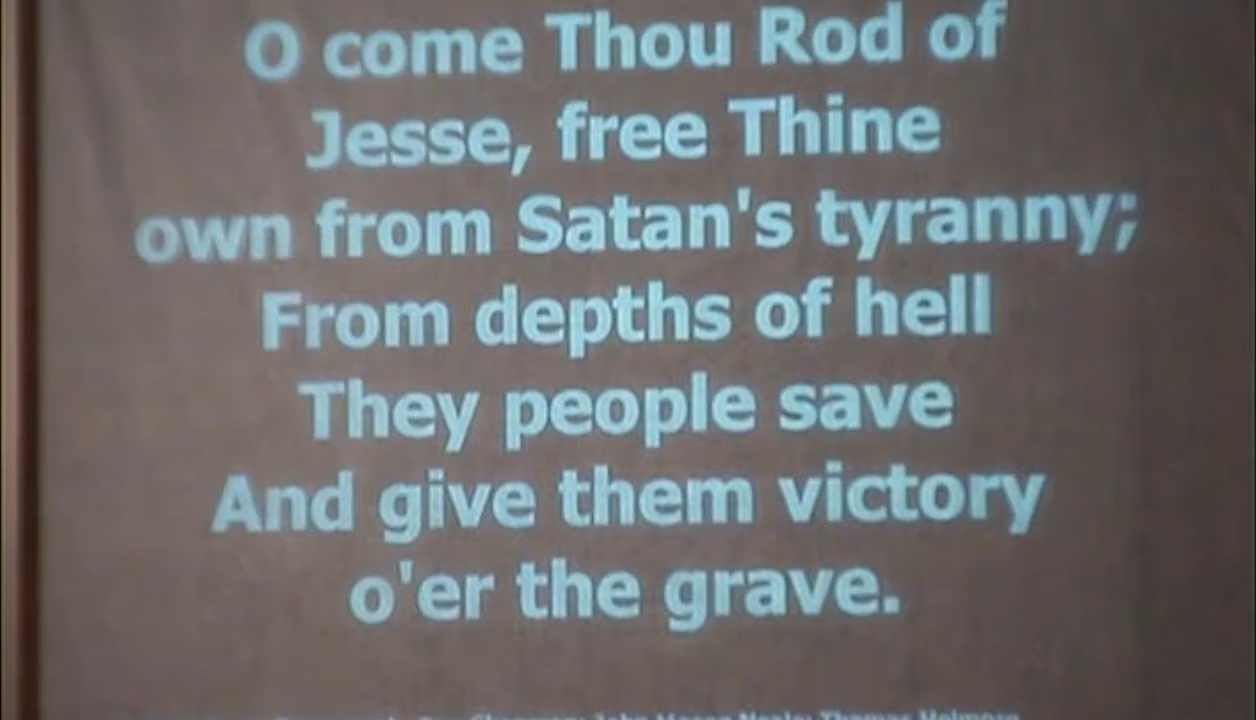 O come Thou Rod of
Jesse, free Thine
own from Satan's tyranny;
From depths of hell
They people save
And give them victory
o'er the grave.